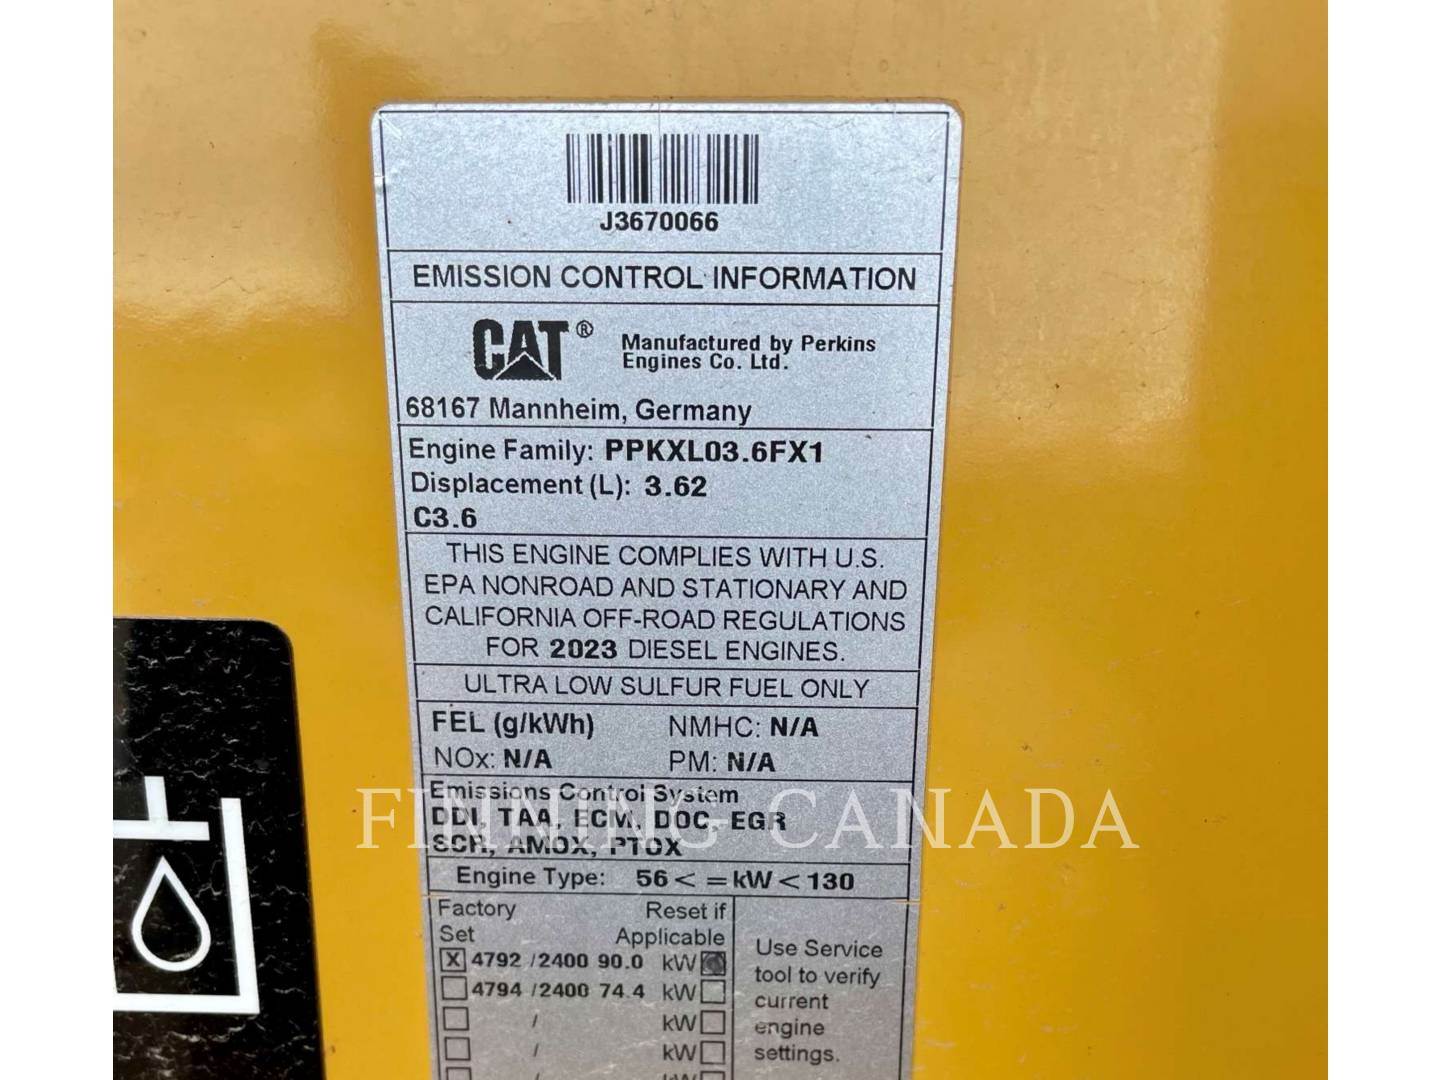 J3670066
EMISSION CONTROL INFORMATION
CAT® Manufactured by Perkins
Engines Co. Ltd.
68167 Mannheim, Germany
Engine Family: PPKXL03.6FX1
Displacement (L): 3.62
C3.6
THIS ENGINE COMPLIES WITH U.S.
EPA NONROAD AND STATIONARY AND
CALIFORNIA OFF-ROAD REGULATIONS
FOR 2023 DIESEL ENGINES.
ULTRA LOW SULFUR FUEL ONLY
FEL (g/kWh) NMHC: N/A
NOx: N/A PM: N/A
Emissions Control System
DDI, TAA, ECM, DOC, EGR
SCR, AMOX, PTOX
FINNING CANADA
Engine Type: 56 < = kW < 130
Factory Reset if
Set Applicable
X 4792 / 2400 90.0 kW
4794 / 2400 74.4 kW
/ kW
/ kW
/ kW
Use Service
tool to verify
current
engine
settings.